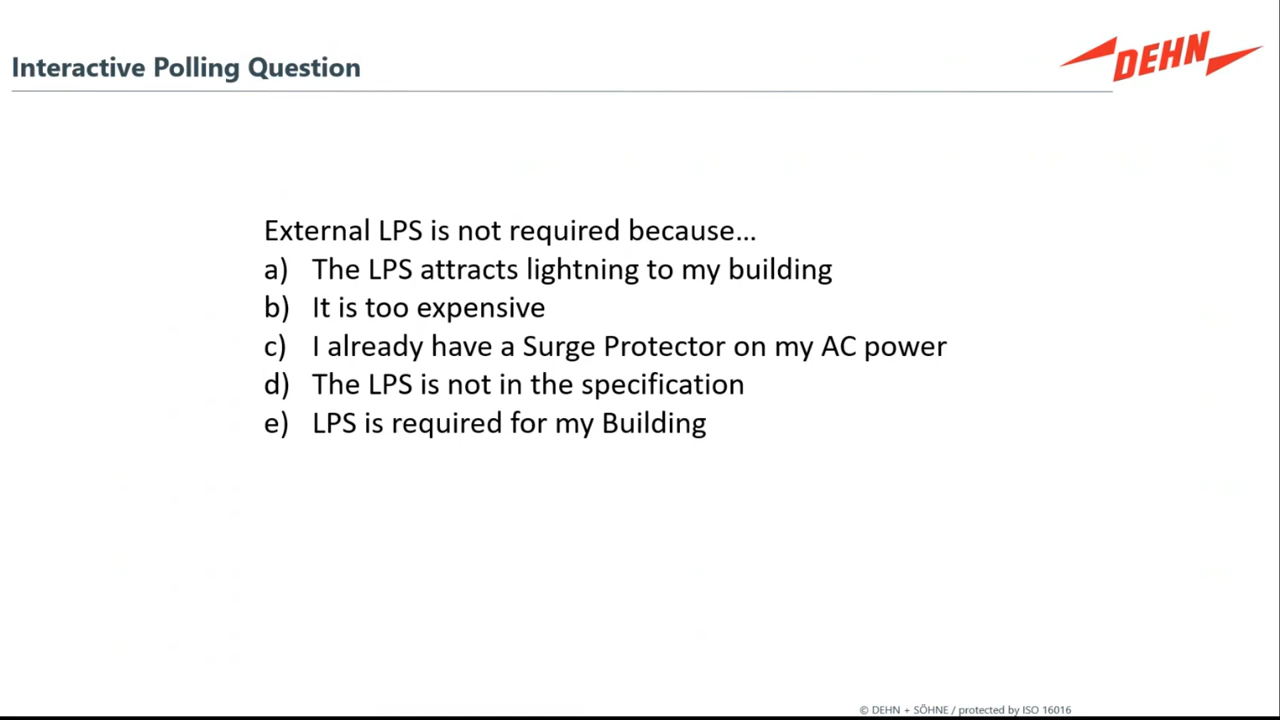 Interactive Polling Question
DEHN
External LPS is not required because...
a) The LPS attracts lightning to my building
b) It is too expensive
c) I already have a Surge Protector on my AC power
d) The LPS is not in the specification
e) LPS is required for my Building
© DEHN + SÖHNE / protected by ISO 16016